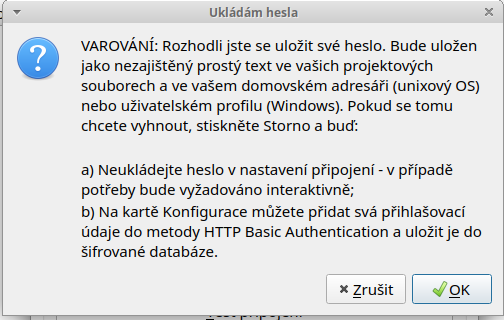 Ukládám hesla
VAROVÁNÍ: Rozhodli jste se uložit své heslo. Bude uložen
jako nezajištěný prostý text ve vašich projektových
souborech a ve vašem domovském adresáři (unixový OS)
nebo uživatelském profilu (Windows). Pokud se tomu
chcete vyhnout, stiskněte Storno a buď:
a) Neukládejte heslo v nastavení připojení - v případě
potřeby bude vyžadováno interaktivně;
b) Na kartě Konfigurace můžete přidat svá přihlašovací
údaje do metody HTTP Basic Authentication a uložit je do
šifrované databáze.
Zrušit
OK